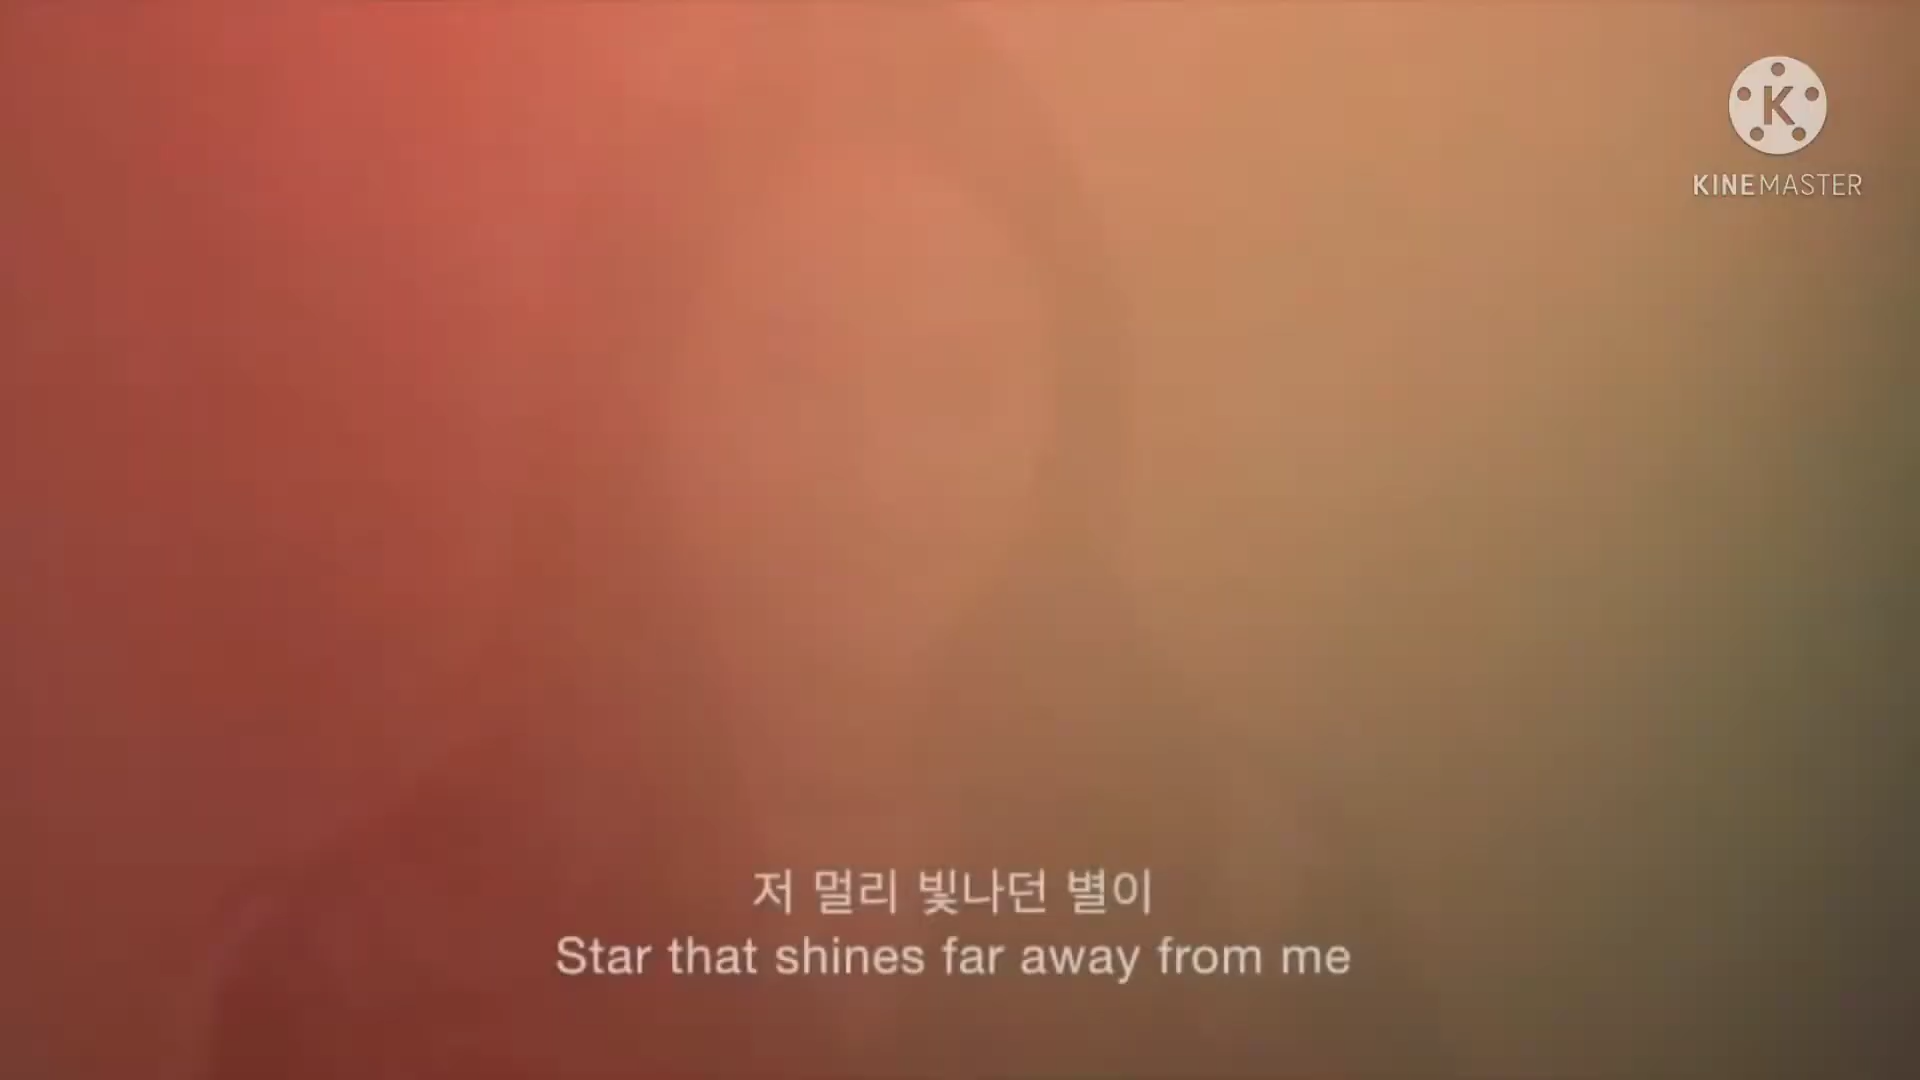 K
KINEMASTER
저 멀리 빛나던 별이
Star that shines far away from me